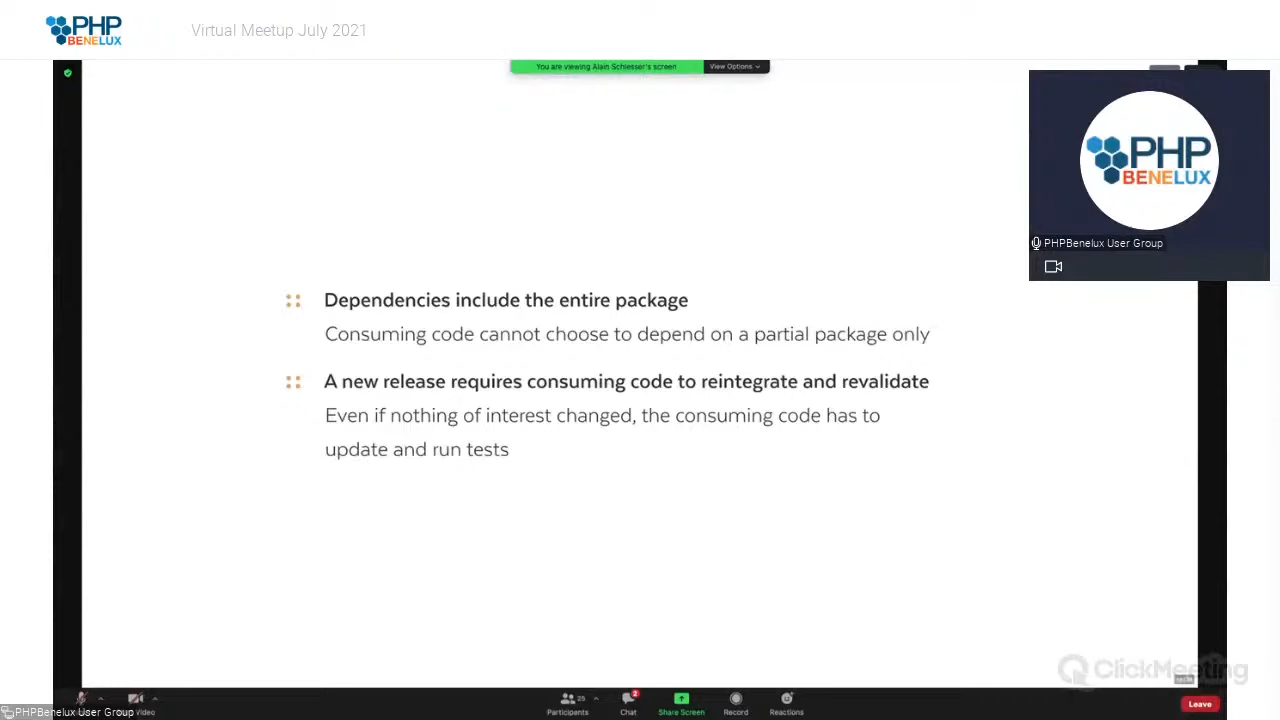 PHP
BENELUX
Virtual Meetup July 2021
You are viewing Alain Schlesser's screen
View Options
PHP
BENELUX
PHPBenelux User Group
Dependencies include the entire package
Consuming code cannot choose to depend on a partial package only
A new release requires consuming code to reintegrate and revalidate
Even if nothing of interest changed, the consuming code has to
update and run tests
ClickMeeting
25
2
Participants
Chat
Share Screen
Record
Reactions
Leave
PHPBenelux User Group
Video